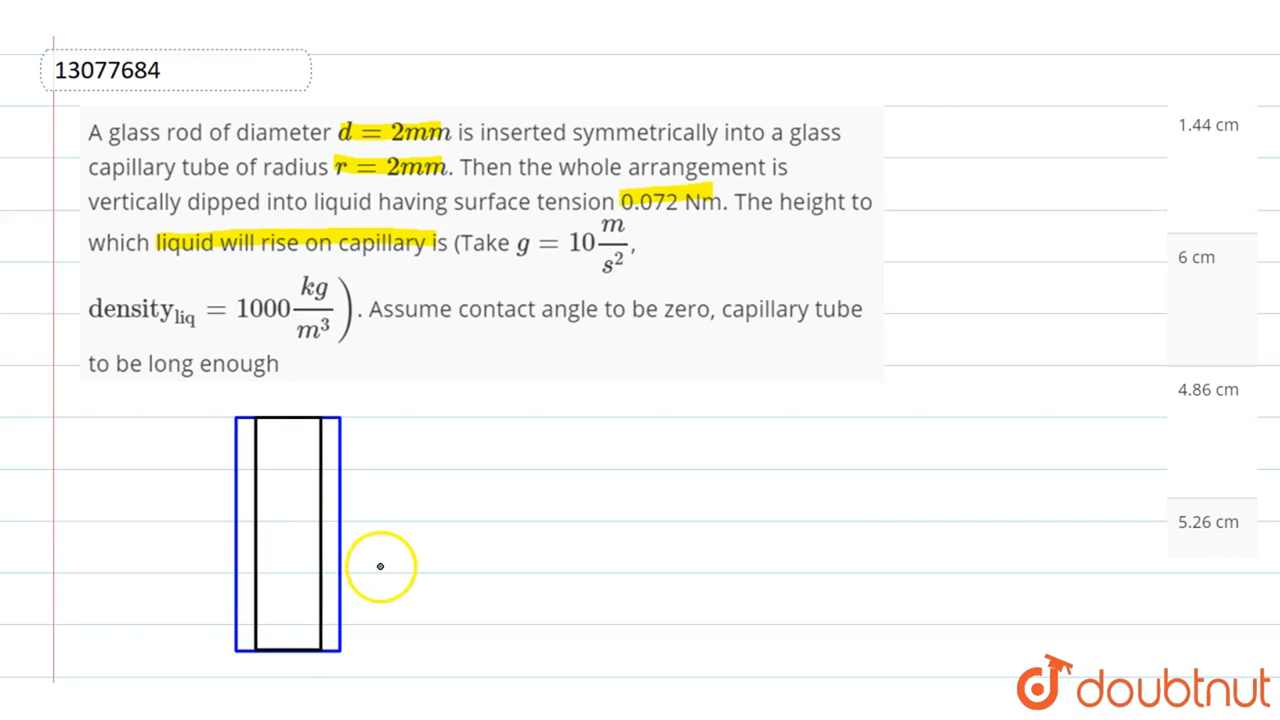 13077684
A glass rod of diameter d = 2mm is inserted symmetrically into a glass
capillary tube of radius r = 2mm. Then the whole arrangement is
vertically dipped into liquid having surface tension 0.072 Nm. The height to
which liquid will rise on capillary is (Take g = 10 m/s²,
density_liq = 1000 kg/m³). Assume contact angle to be zero, capillary tube
to be long enough
1.44 cm
6 cm
4.86 cm
5.26 cm
doubtnut